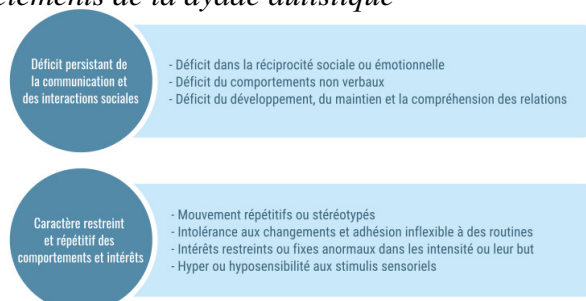 éléments de la dyade autistique
Déficit persistant de
la communication et
des interactions sociales
- Déficit dans la réciprocité sociale ou émotionnelle
- Déficit du comportements non verbaux
- Déficit du développement, du maintien et la compréhension des relations
Caractère restreint
et répétitif des
comportements et intérêts
- Mouvement répétitifs ou stéréotypés
- Intolérance aux changements et adhésion inflexible à des routines
- Intérêts restreints ou fixes anormaux dans les intensité ou leur but
- Hyper ou hyposensibilité aux stimulis sensoriels